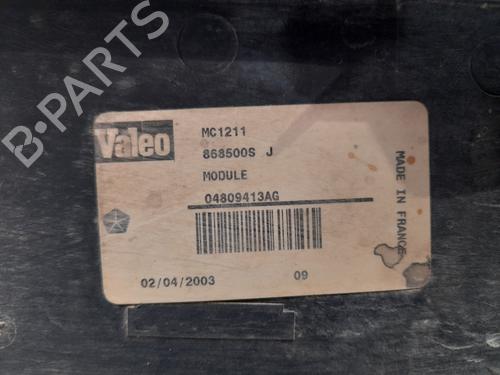 B-PARTS
Valeo
MC1211
868500S J
MODULE
04809413AG
MADE IN FRANCE
02/04/2003 09